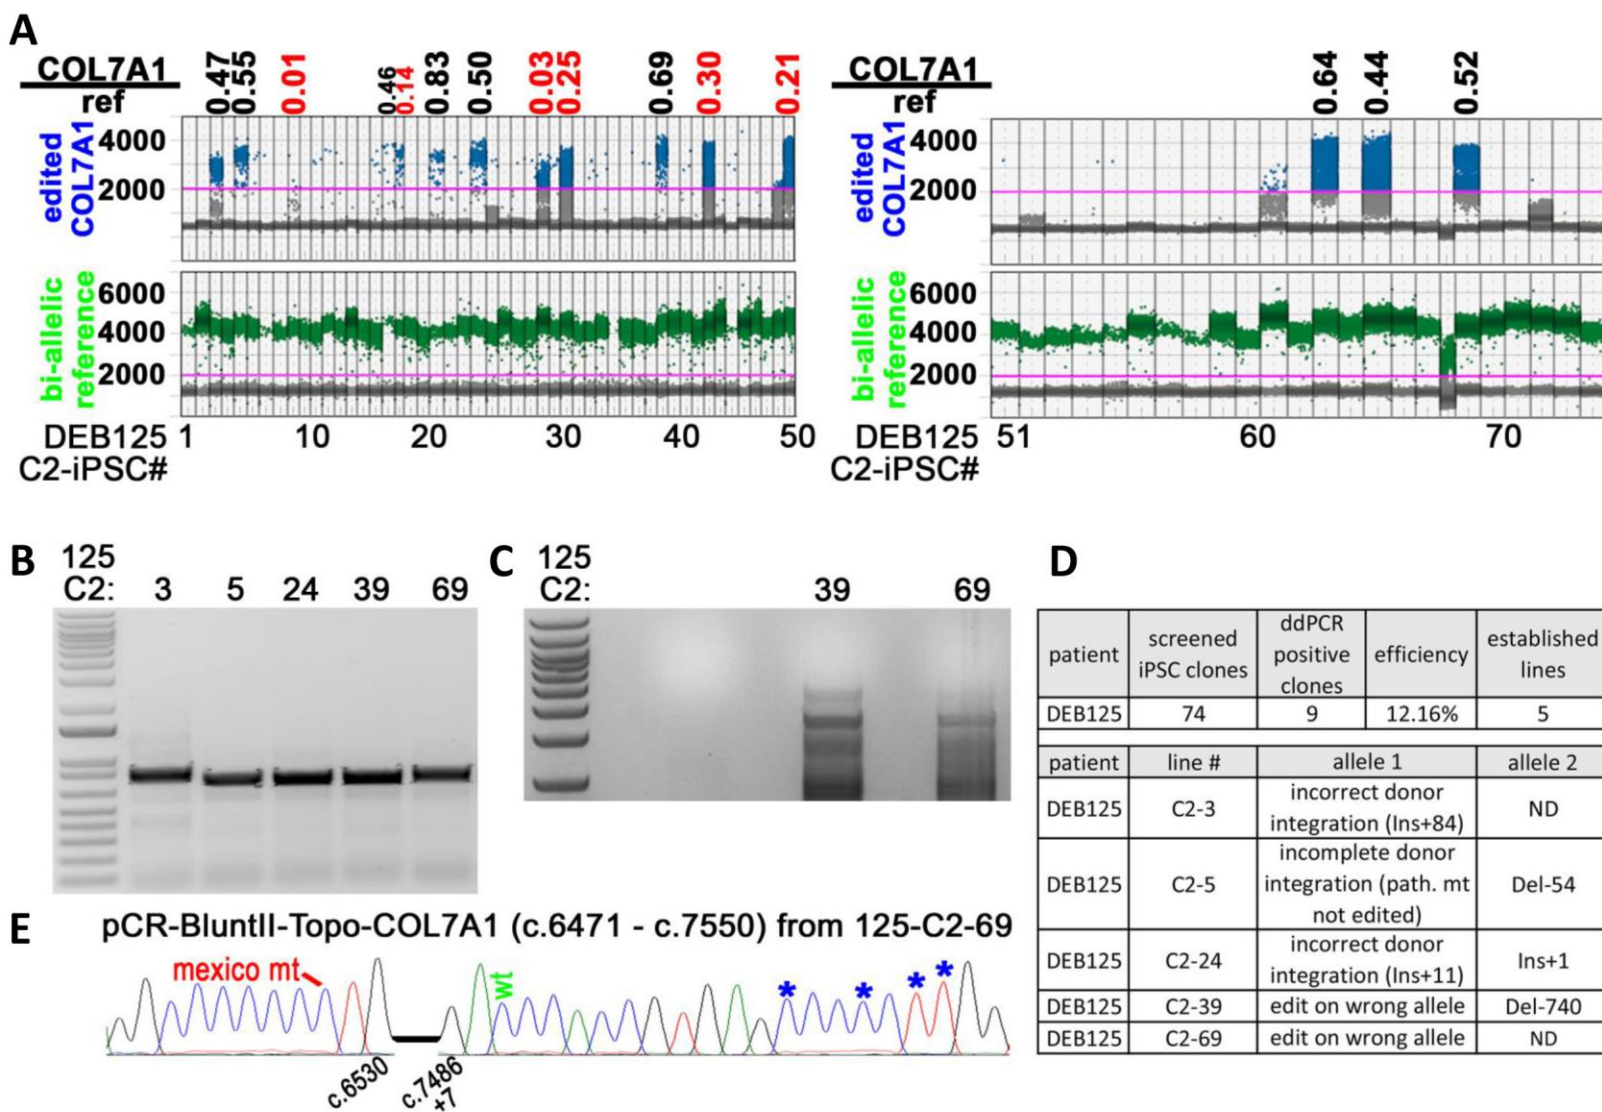 A
COL7A1
ref
0.47 0.55 0.01 0.46 0.14 0.83 0.50 0.03 0.25 0.69 0.30 0.21
edited
COL7A1
4000
2000
bi-allelic
reference
6000
4000
2000
DEB125
C2-iPSC#
1 10 20 30 40 50
COL7A1
ref
0.64 0.44 0.52
edited
COL7A1
4000
2000
bi-allelic
reference
6000
4000
2000
DEB125
C2-iPSC#
51 60 70
B
125
C2: 3 5 24 39 69
C
125
C2: 39 69
D
patient screened iPSC clones ddPCR positive clones efficiency established lines
DEB125 74 9 12.16% 5
patient line # allele 1 allele 2
DEB125 C2-3 incorrect donor integration (Ins+84) ND
DEB125 C2-5 incomplete donor integration (path. mt not edited) Del-54
DEB125 C2-24 incorrect donor integration (Ins+11) Ins+1
DEB125 C2-39 edit on wrong allele Del-740
DEB125 C2-69 edit on wrong allele ND
E
pCR-BluntII-Topo-COL7A1 (c.6471 - c.7550) from 125-C2-69
mexico mt
wt
* * * *
c.6530
c.7486
+7